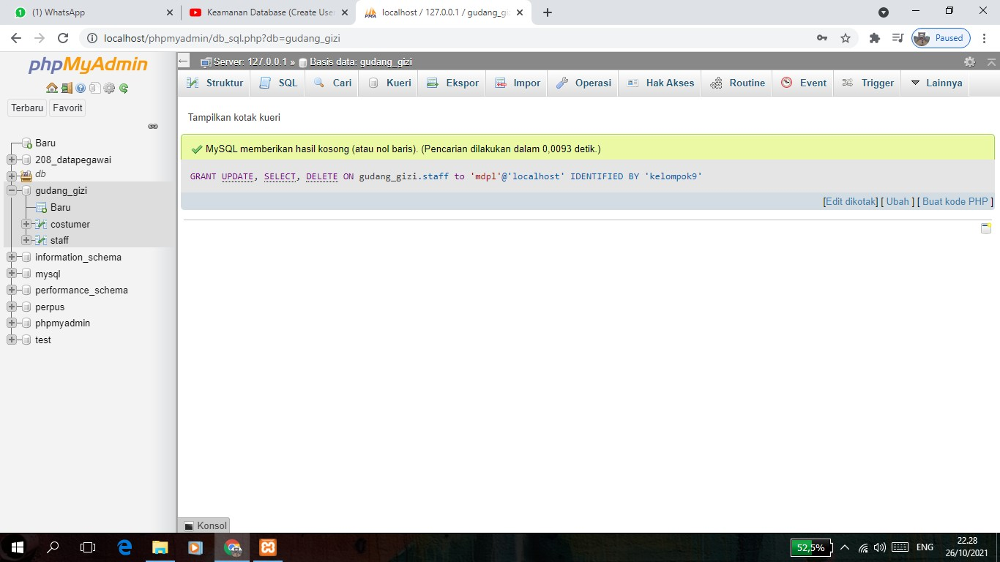 (1) WhatsApp
Keamanan Database (Create Use
localhost / 127.0.0.1 / gudang_gi
localhost/phpmyadmin/db_sql.php?db=gudang_gizi
Paused
phpMyAdmin
Terbaru Favorit
Baru
208_datapegawai
db
gudang_gizi
Baru
costumer
staff
information_schema
mysql
performance_schema
perpus
phpmyadmin
test
Server: 127.0.0.1 » Basis data: gudang_gizi
Struktur SQL Cari Kueri Ekspor Impor Operasi Hak Akses Routine Event Trigger Lainnya
Tampilkan kotak kueri
MySQL memberikan hasil kosong (atau nol baris). (Pencarian dilakukan dalam 0,0093 detik.)
GRANT UPDATE, SELECT, DELETE ON gudang_gizi.staff to 'mdpl'@'localhost' IDENTIFIED BY 'kelompok9'
[Edit dikotak] [ Ubah ] [ Buat kode PHP ]
Konsol
52,5%
ENG
22.28
26/10/2021